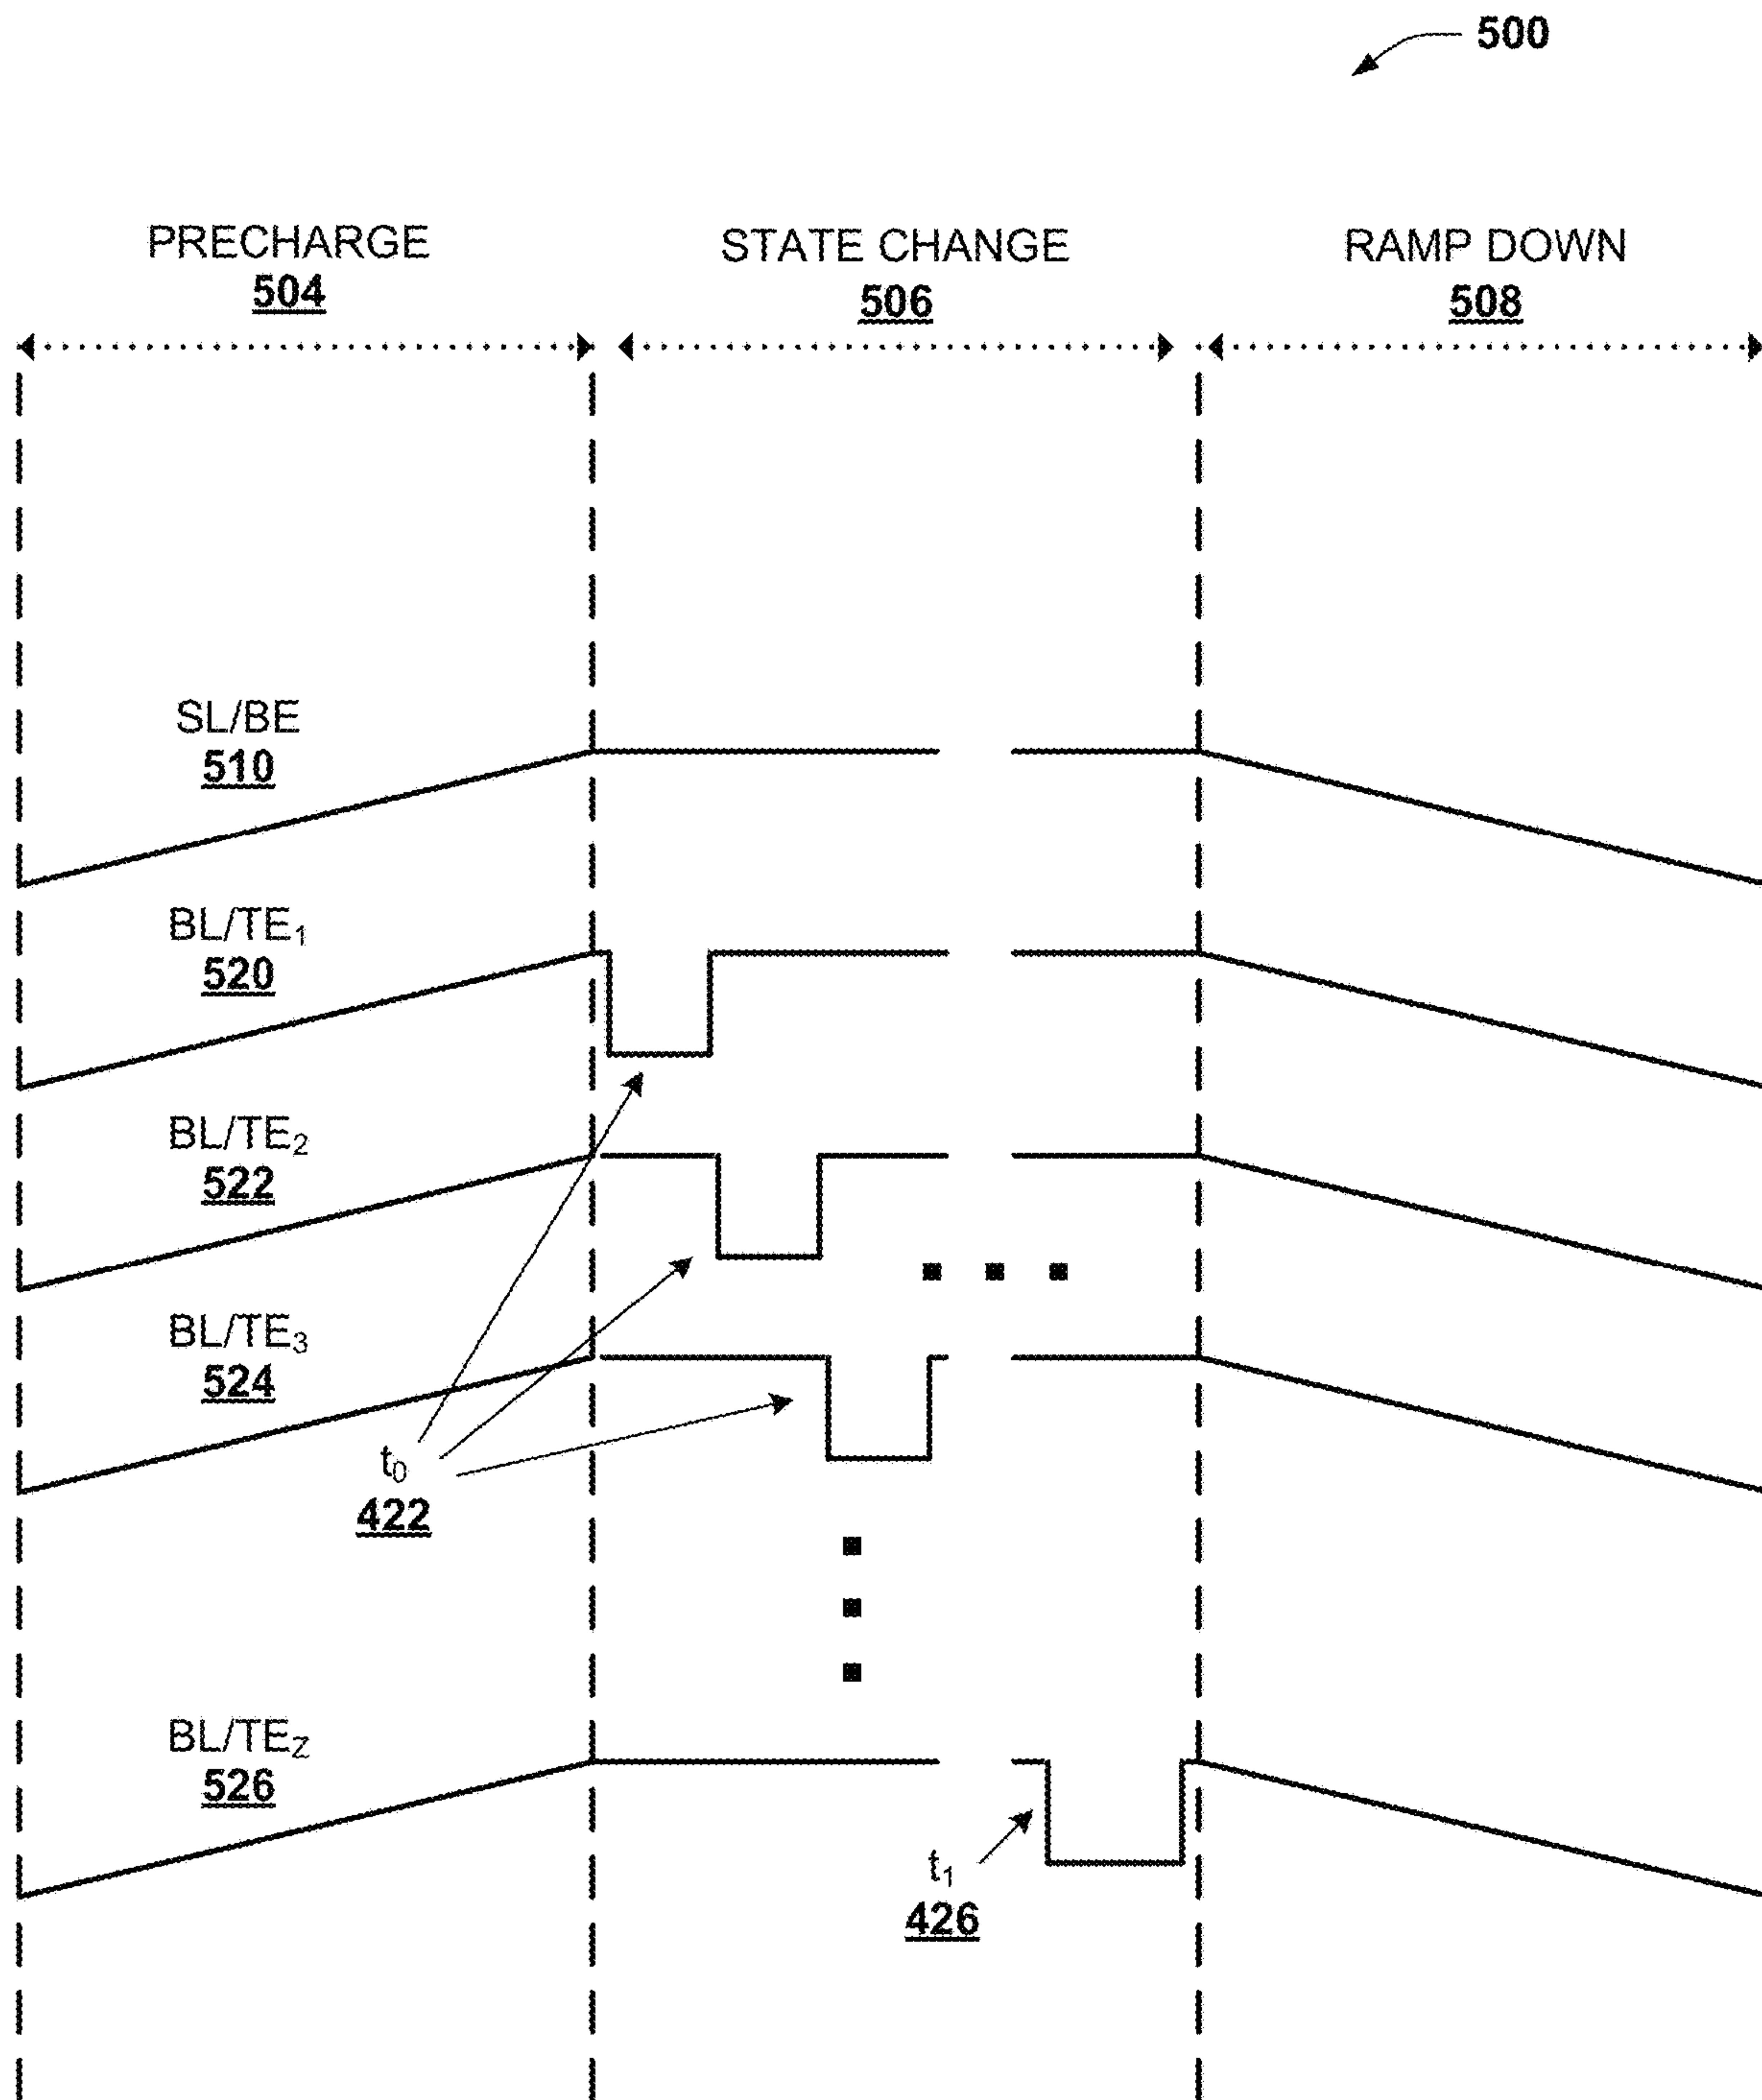 500
PRECHARGE
504
STATE CHANGE
506
RAMP DOWN
508
SL/BE
510
BL/TE₁
520
BL/TE₂
522
BL/TE₃
524
t₀
422
BL/TE_Z
526
t₁
426